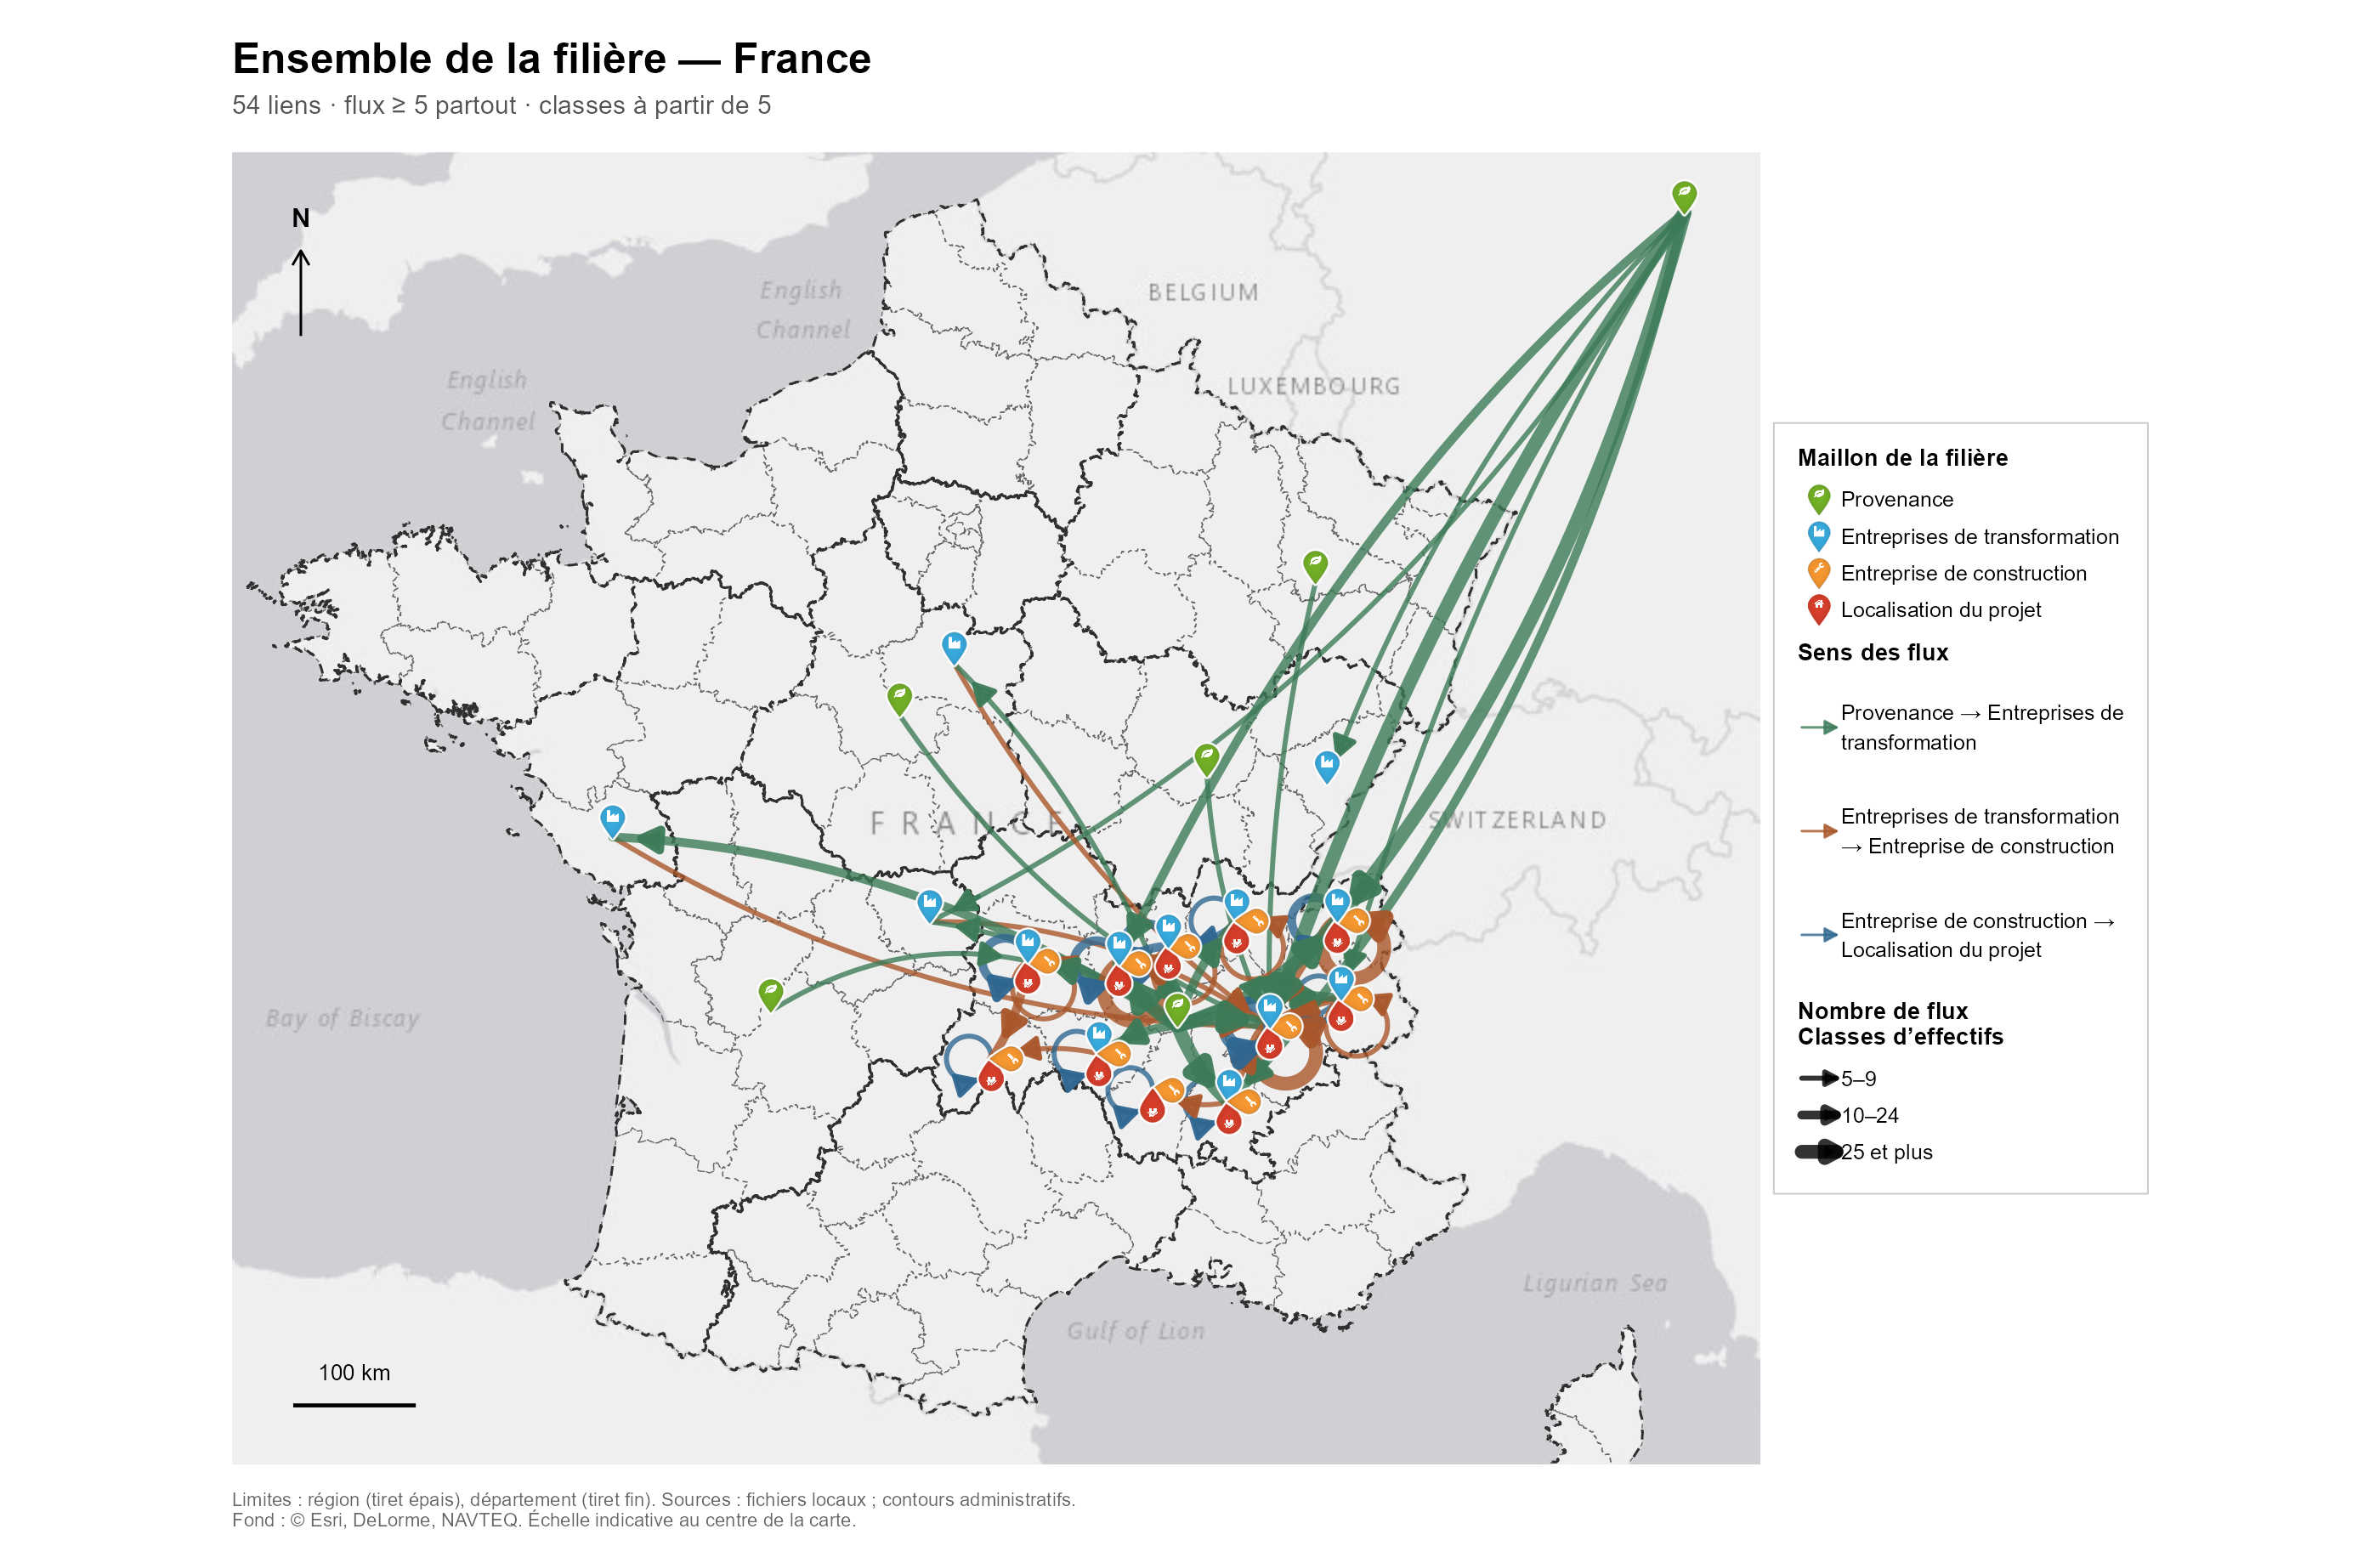 Ensemble de la filière — France
54 liens · flux ≥ 5 partout · classes à partir de 5
N
English
Channel
BELGIUM
English
Channel
LUXEMBOURG
FRANCE
SWITZERLAND
Bay of Biscay
Ligurian Sea
Gulf of Lion
100 km
Maillon de la filière
Provenance
Entreprises de transformation
Entreprise de construction
Localisation du projet
Sens des flux
Provenance → Entreprises de
transformation
Entreprises de transformation
→ Entreprise de construction
Entreprise de construction →
Localisation du projet
Nombre de flux
Classes d’effectifs
5–9
10–24
25 et plus
Limites : région (tiret épais), département (tiret fin). Sources : fichiers locaux ; contours administratifs.
Fond : © Esri, DeLorme, NAVTEQ. Échelle indicative au centre de la carte.